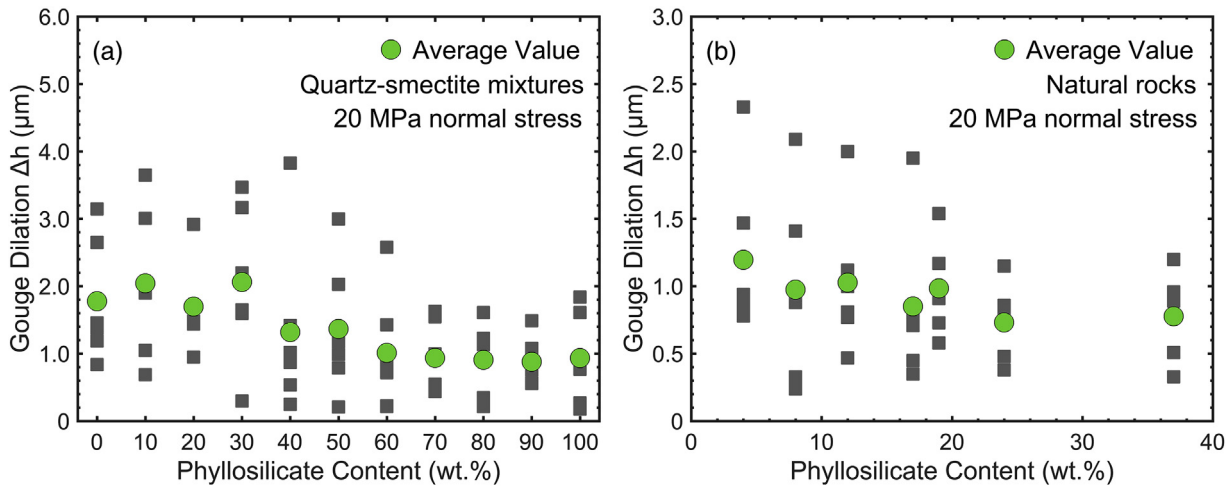 (a)
Average Value
Quartz-smectite mixtures
20 MPa normal stress
Gouge Dilation Δh (μm)
6.0
5.0
4.0
3.0
2.0
1.0
0
0 10 20 30 40 50 60 70 80 90 100
Phyllosilicate Content (wt.%)
(b)
Average Value
Natural rocks
20 MPa normal stress
Gouge Dilation Δh (μm)
3.0
2.5
2.0
1.5
1.0
0.5
0
0 10 20 30 40
Phyllosilicate Content (wt.%)